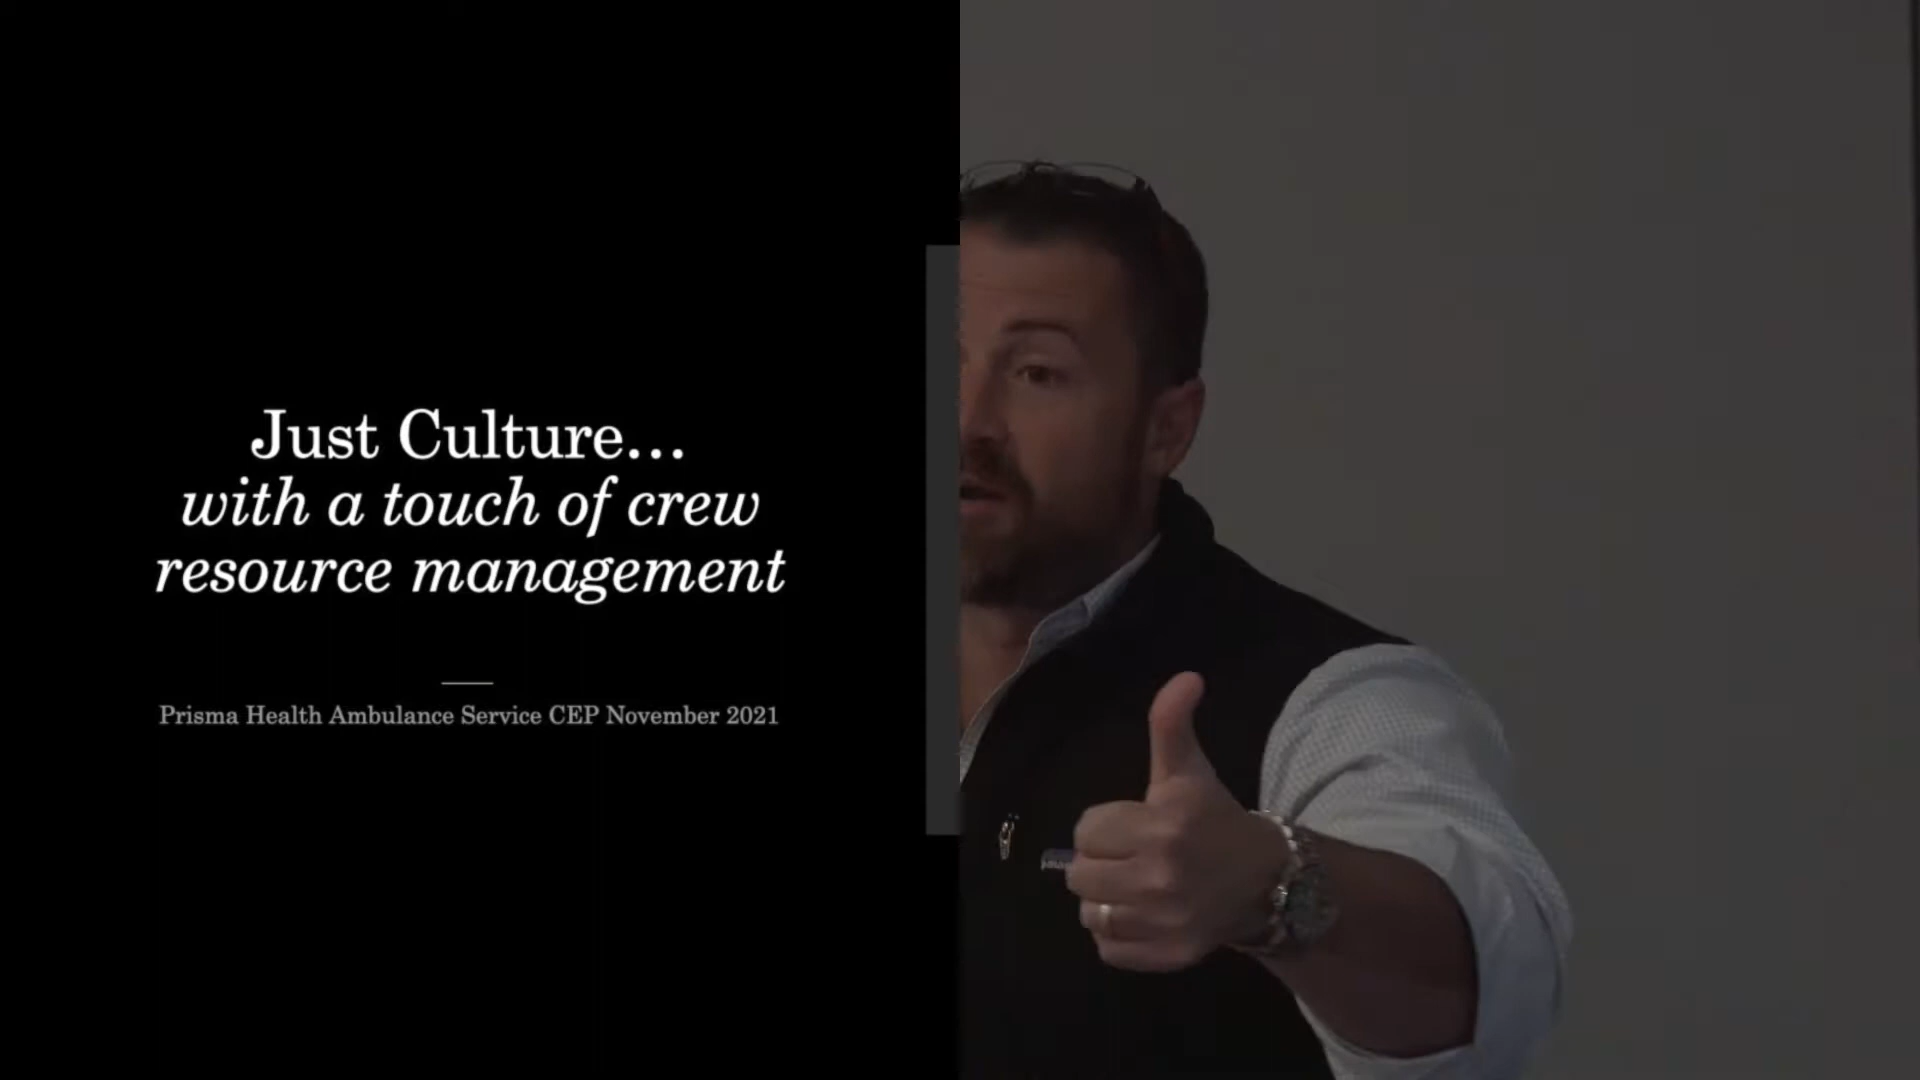 Just Culture...
with a touch of crew
resource management
Prisma Health Ambulance Service CEP November 2021